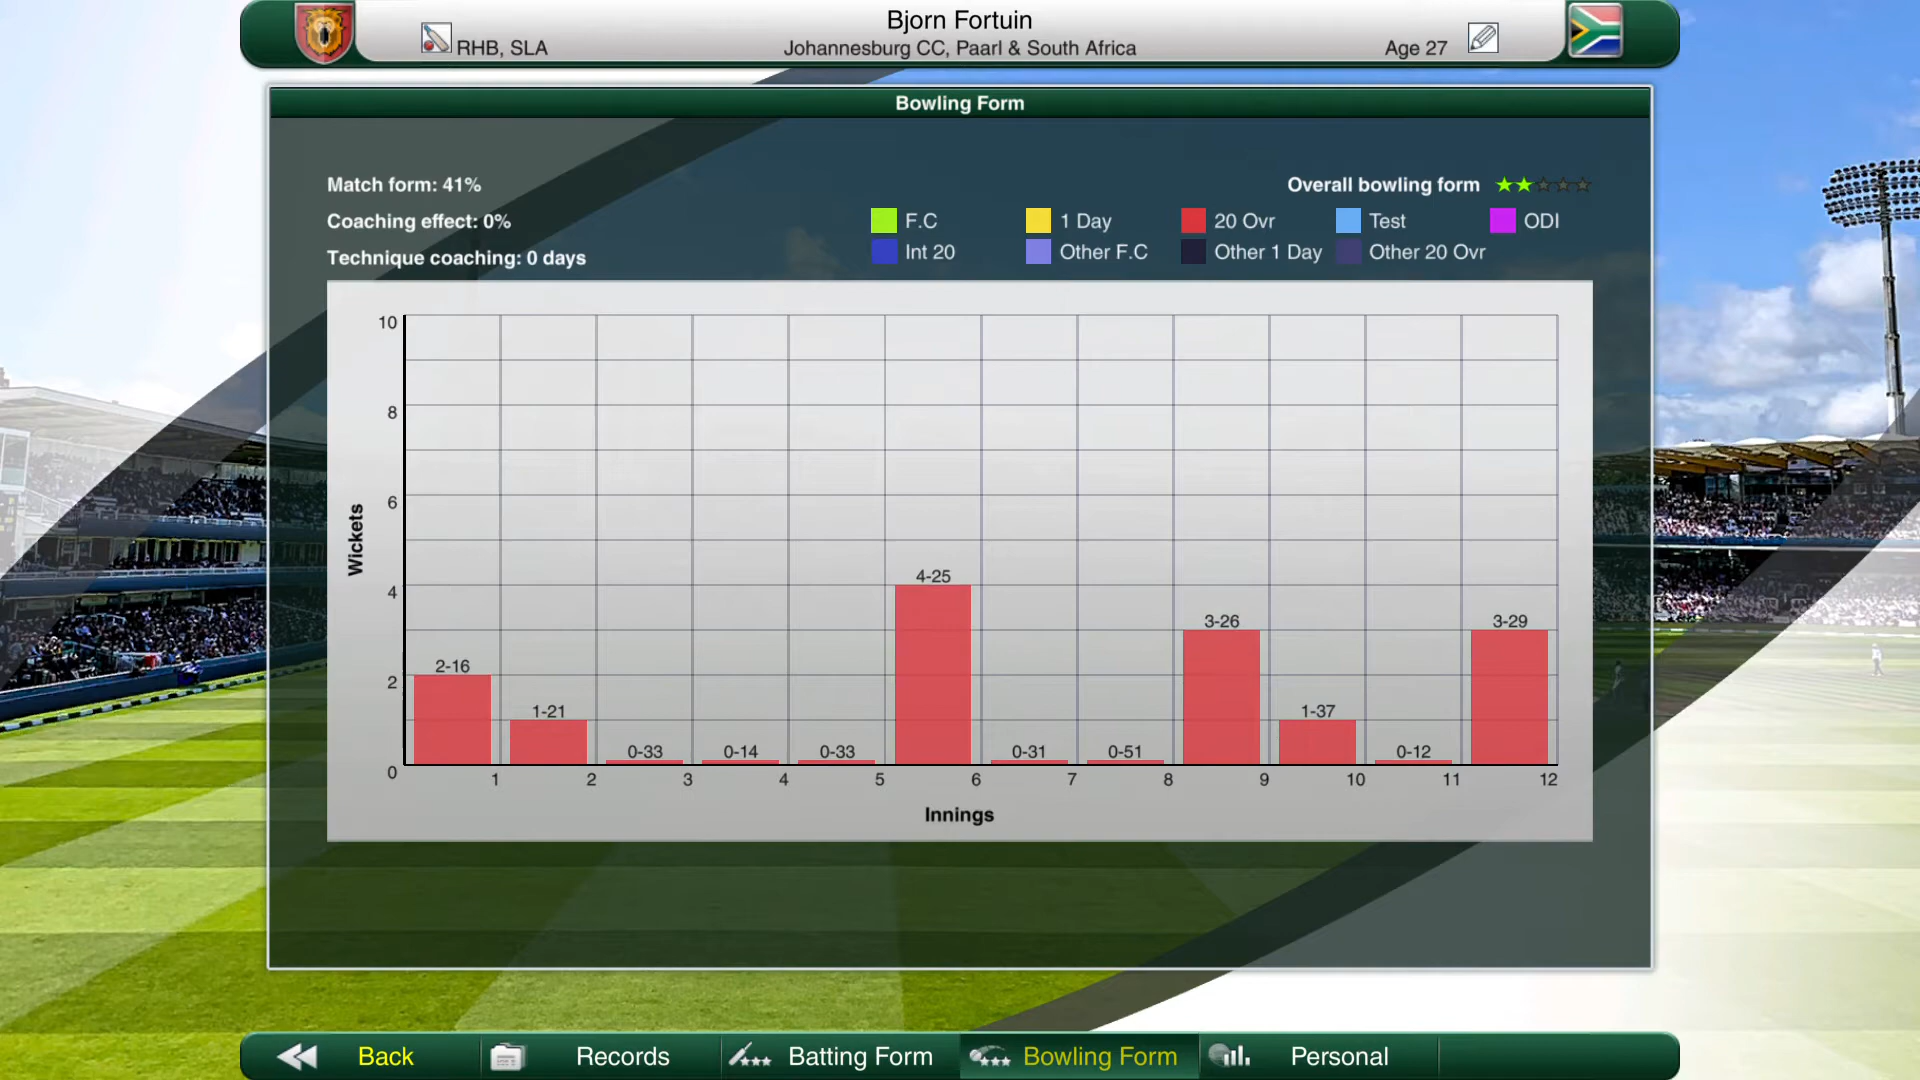 Bjorn Fortuin
RHB, SLA
Johannesburg CC, Paarl & South Africa
Age 27
Bowling Form
Match form: 41%
Coaching effect: 0%
Technique coaching: 0 days
Overall bowling form
F.C 1 Day 20 Ovr Test ODI
Int 20 Other F.C Other 1 Day Other 20 Ovr
10
8
6
4
2
0
Wickets
2-16 1-21 0-33 0-14 0-33 4-25 0-31 0-51 3-26 1-37 0-12 3-29
1 2 3 4 5 6 7 8 9 10 11 12
Innings
Back Records Batting Form Bowling Form Personal